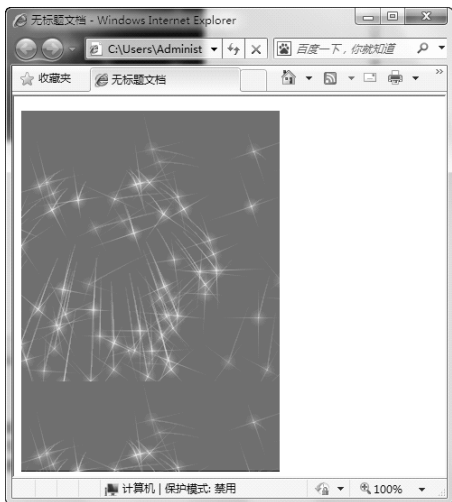 无标题文档 - Windows Internet Explorer
C:\Users\Administ
百度一下，你就知道
收藏夹
无标题文档
计算机 | 保护模式: 禁用
100%